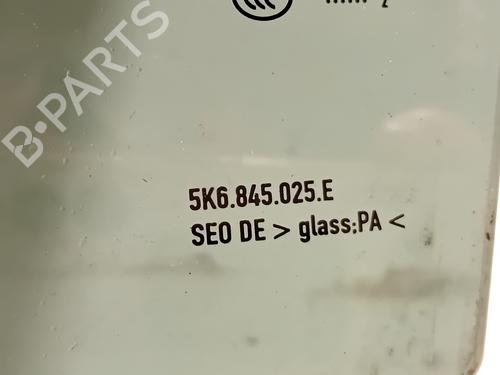 B-PARTS
5K6.845.025.E
SEO DE > glass:PA <